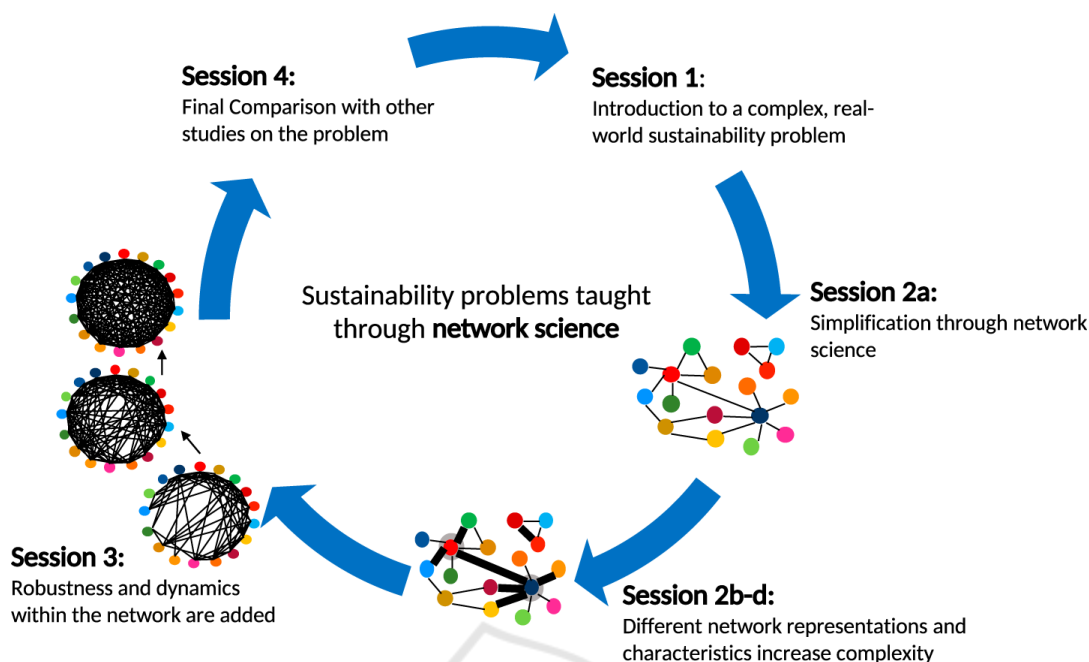 Session 4:
Final Comparison with other
studies on the problem
Session 1:
Introduction to a complex, real-
world sustainability problem
Sustainability problems taught
through network science
Session 2a:
Simplification through network
science
Session 3:
Robustness and dynamics
within the network are added
Session 2b-d:
Different network representations and
characteristics increase complexity